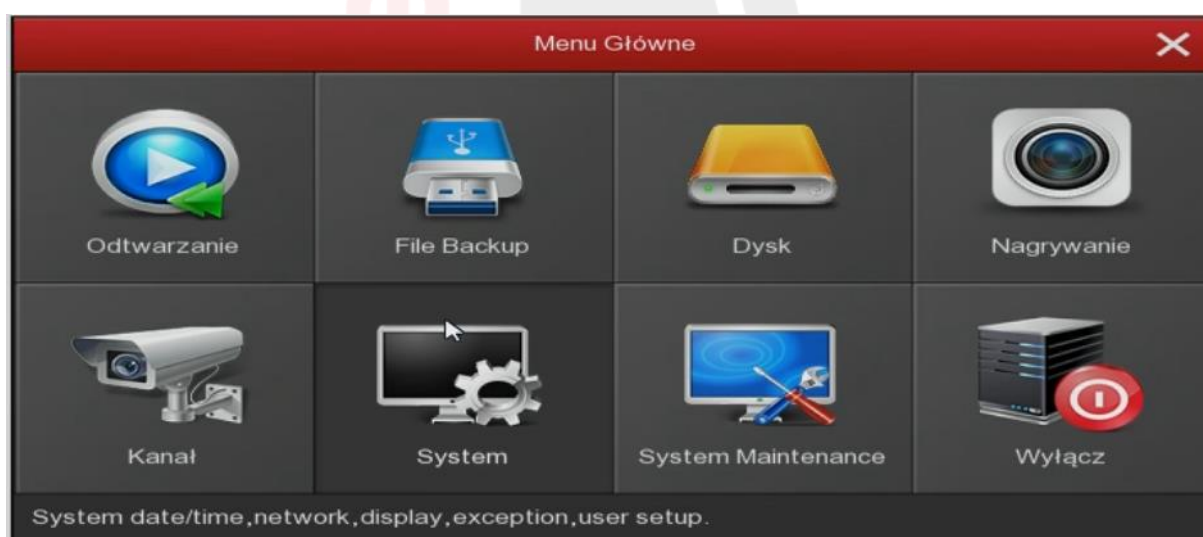 Menu Główne
Odtwarzanie
File Backup
Dysk
Nagrywanie
Kanał
System
System Maintenance
Wyłącz
System date/time,network,display,exception,user setup.